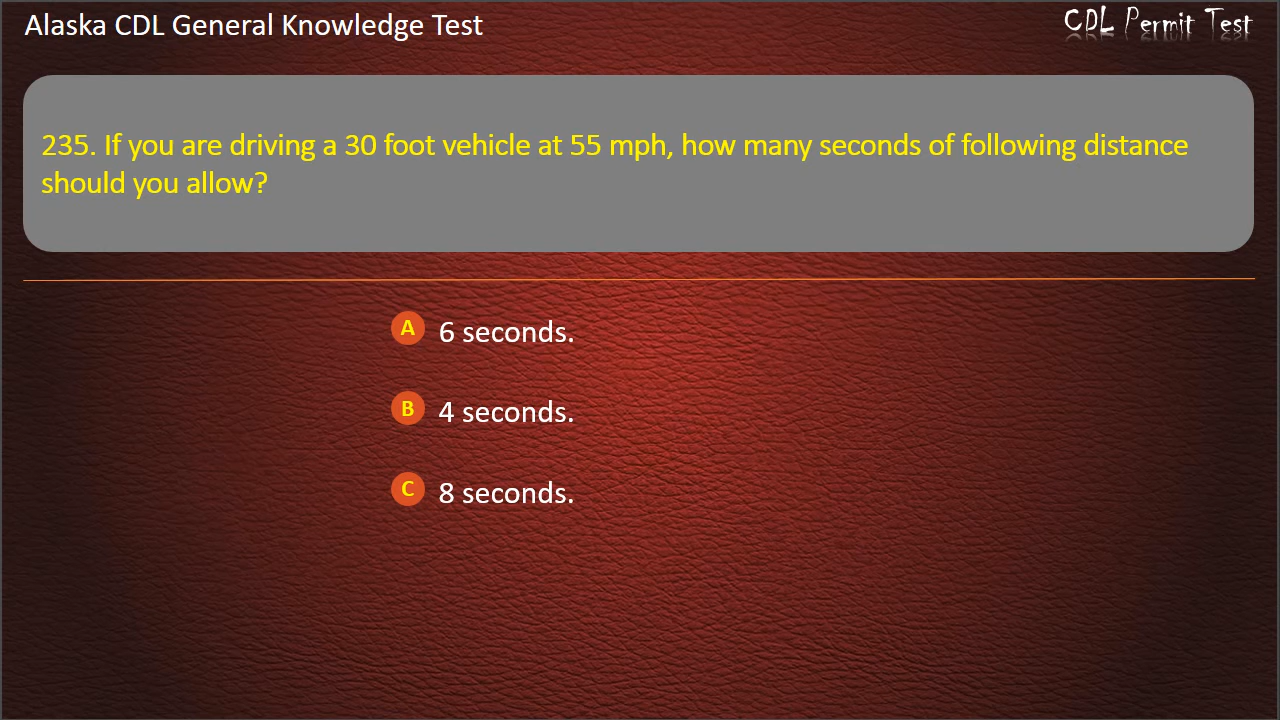 Alaska CDL General Knowledge Test
CDL Permit Test
235. If you are driving a 30 foot vehicle at 55 mph, how many seconds of following distance
should you allow?
A 6 seconds.
B 4 seconds.
C 8 seconds.